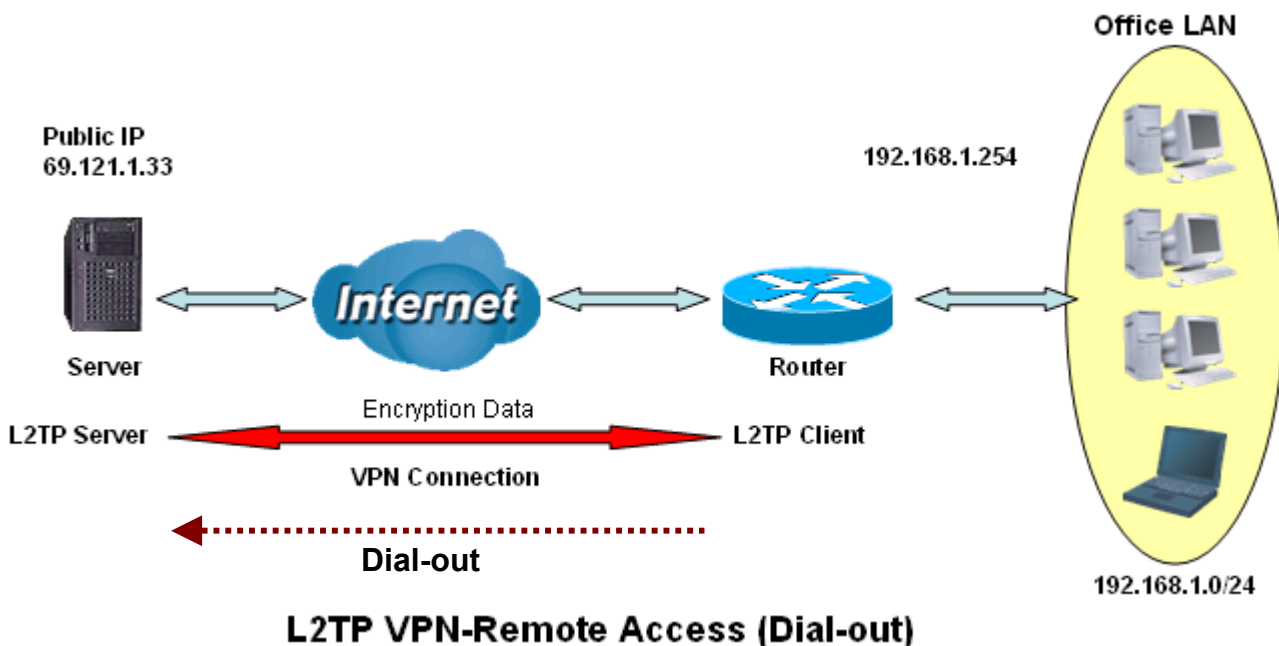 Office LAN
Public IP
69.121.1.33
192.168.1.254
Internet
Server
Router
Encryption Data
L2TP Server
L2TP Client
VPN Connection
Dial-out
192.168.1.0/24
L2TP VPN-Remote Access (Dial-out)